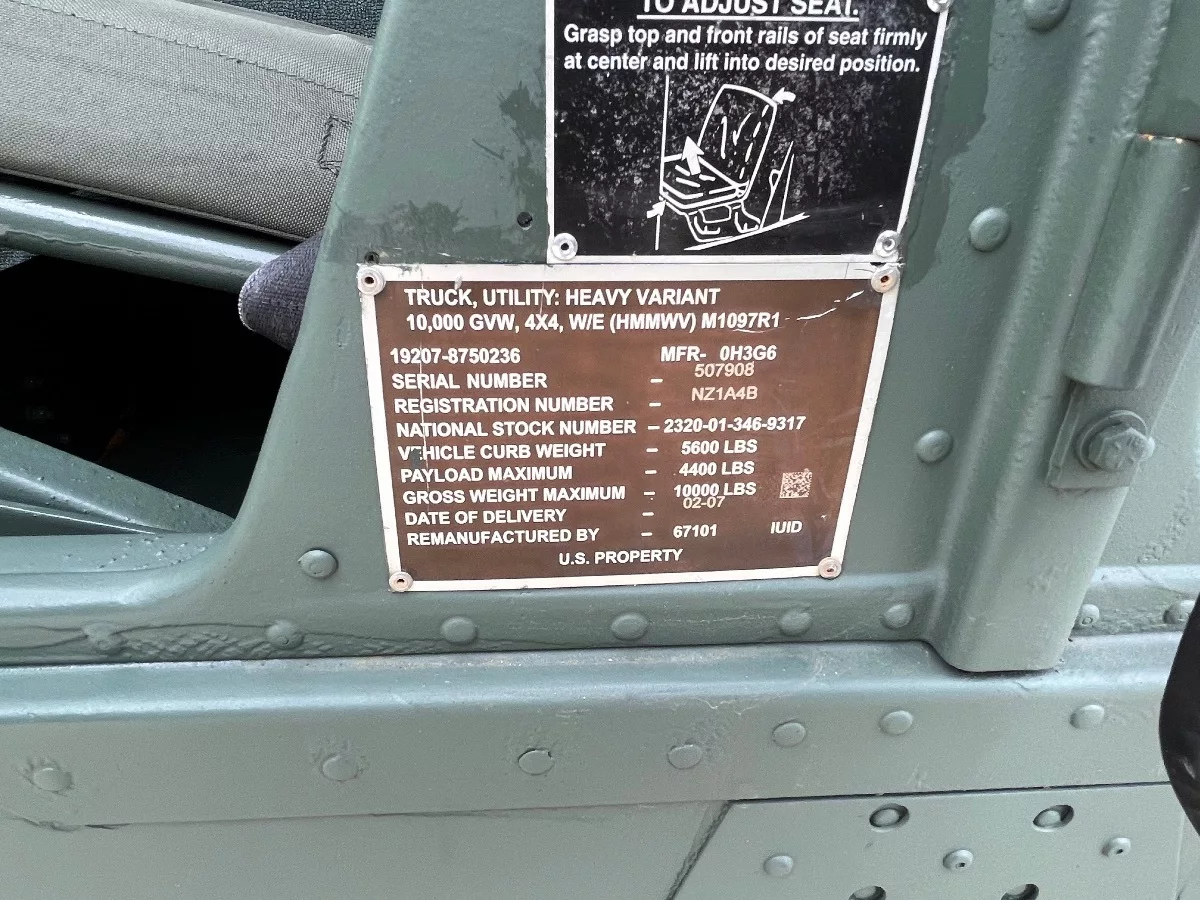 TO ADJUST SEAT.
Grasp top and front rails of seat firmly
at center and lift into desired position.
TRUCK, UTILITY: HEAVY VARIANT
10,000 GVW, 4X4, W/E (HMMWV) M1097R1
19207-8750236 MFR- 0H3G6
SERIAL NUMBER - 507908
REGISTRATION NUMBER - NZ1A4B
NATIONAL STOCK NUMBER - 2320-01-346-9317
VEHICLE CURB WEIGHT - 5600 LBS
PAYLOAD MAXIMUM - 4400 LBS
GROSS WEIGHT MAXIMUM - 10000 LBS
DATE OF DELIVERY - 02-07
REMANUFACTURED BY - 67101 IUID
U.S. PROPERTY